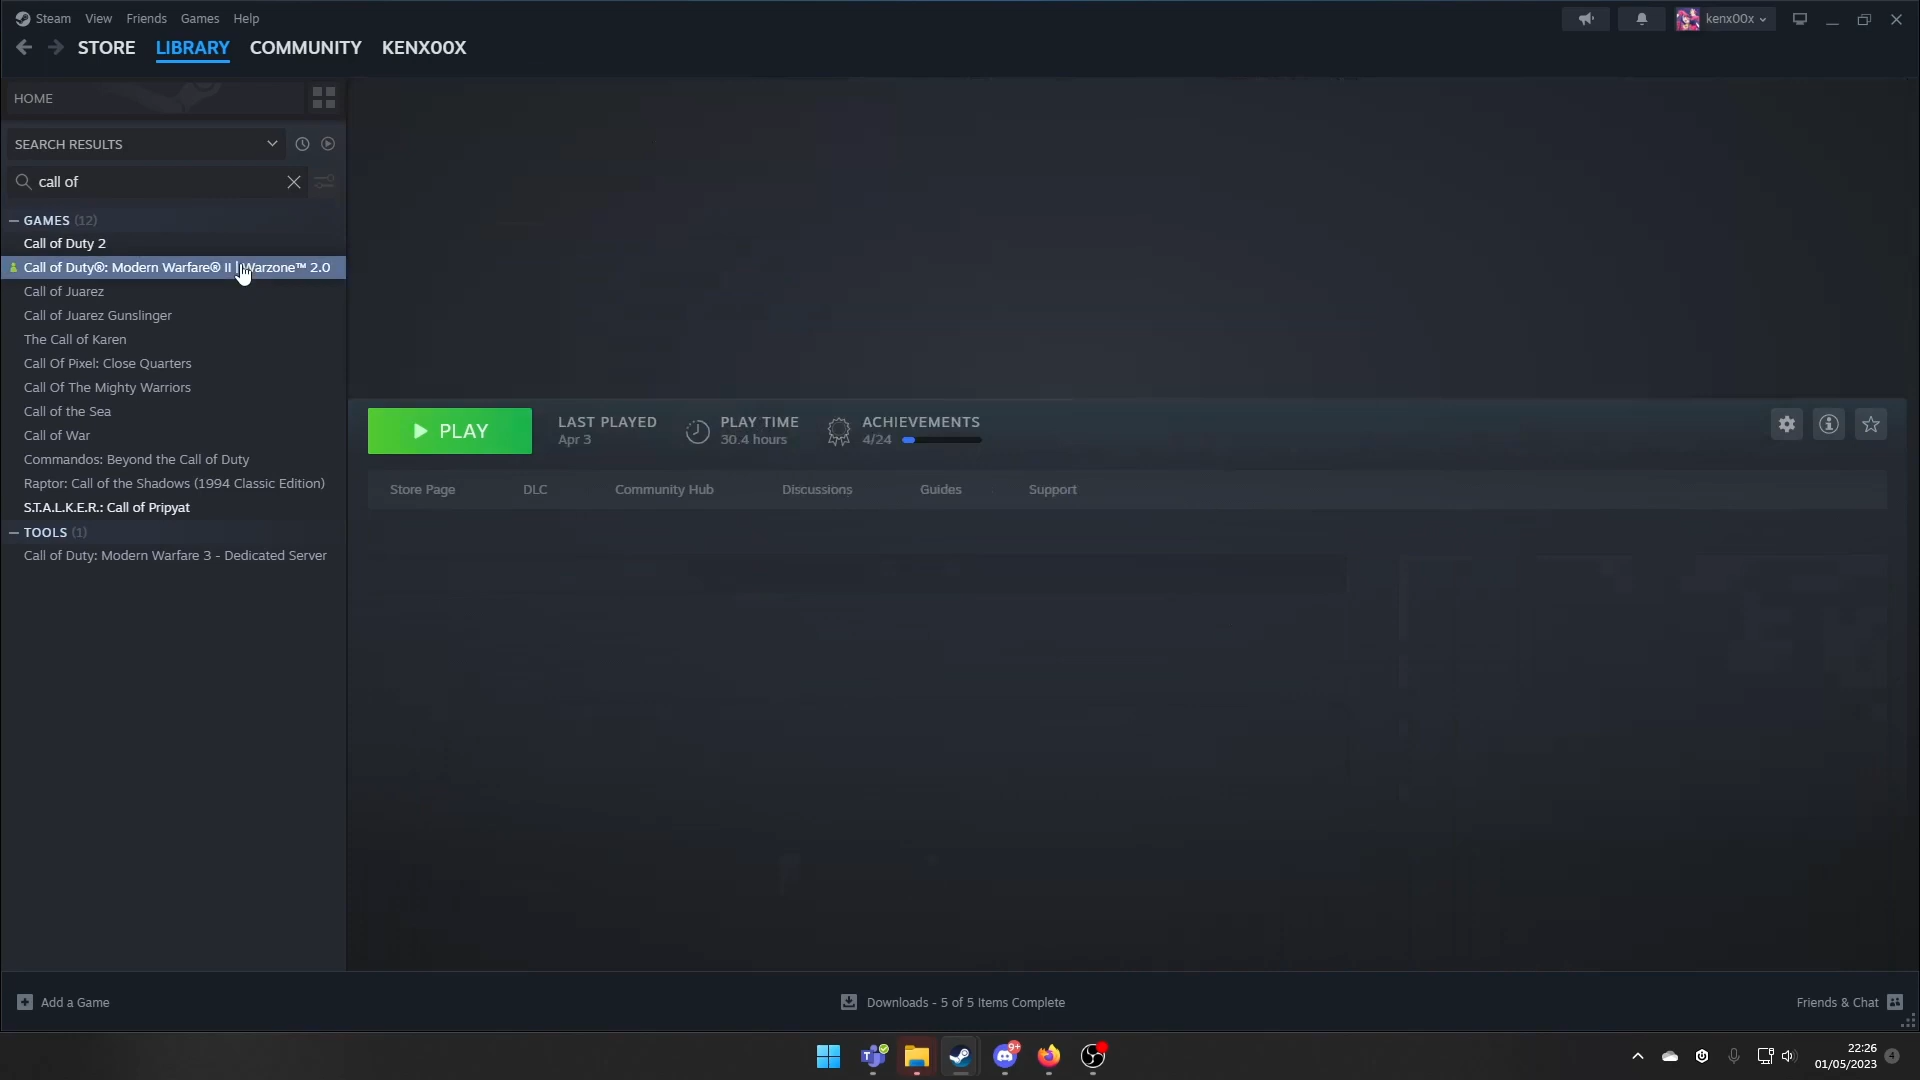 Steam View Friends Games Help
kenx00x
STORE LIBRARY COMMUNITY KENX00X
HOME
SEARCH RESULTS
call of
GAMES (12)
Call of Duty 2
Call of Duty®: Modern Warfare® II | Warzone™ 2.0
Call of Juarez
Call of Juarez Gunslinger
The Call of Karen
Call Of Pixel: Close Quarters
Call Of The Mighty Warriors
Call of the Sea
Call of War
Commandos: Beyond the Call of Duty
Raptor: Call of the Shadows (1994 Classic Edition)
S.T.A.L.K.E.R.: Call of Pripyat
TOOLS (1)
Call of Duty: Modern Warfare 3 - Dedicated Server
PLAY
LAST PLAYED
Apr 3
PLAY TIME
30.4 hours
ACHIEVEMENTS
4/24
Store Page DLC Community Hub Discussions Guides Support
Add a Game
Downloads - 5 of 5 Items Complete
Friends & Chat
9+
22:26
01/05/2023
4